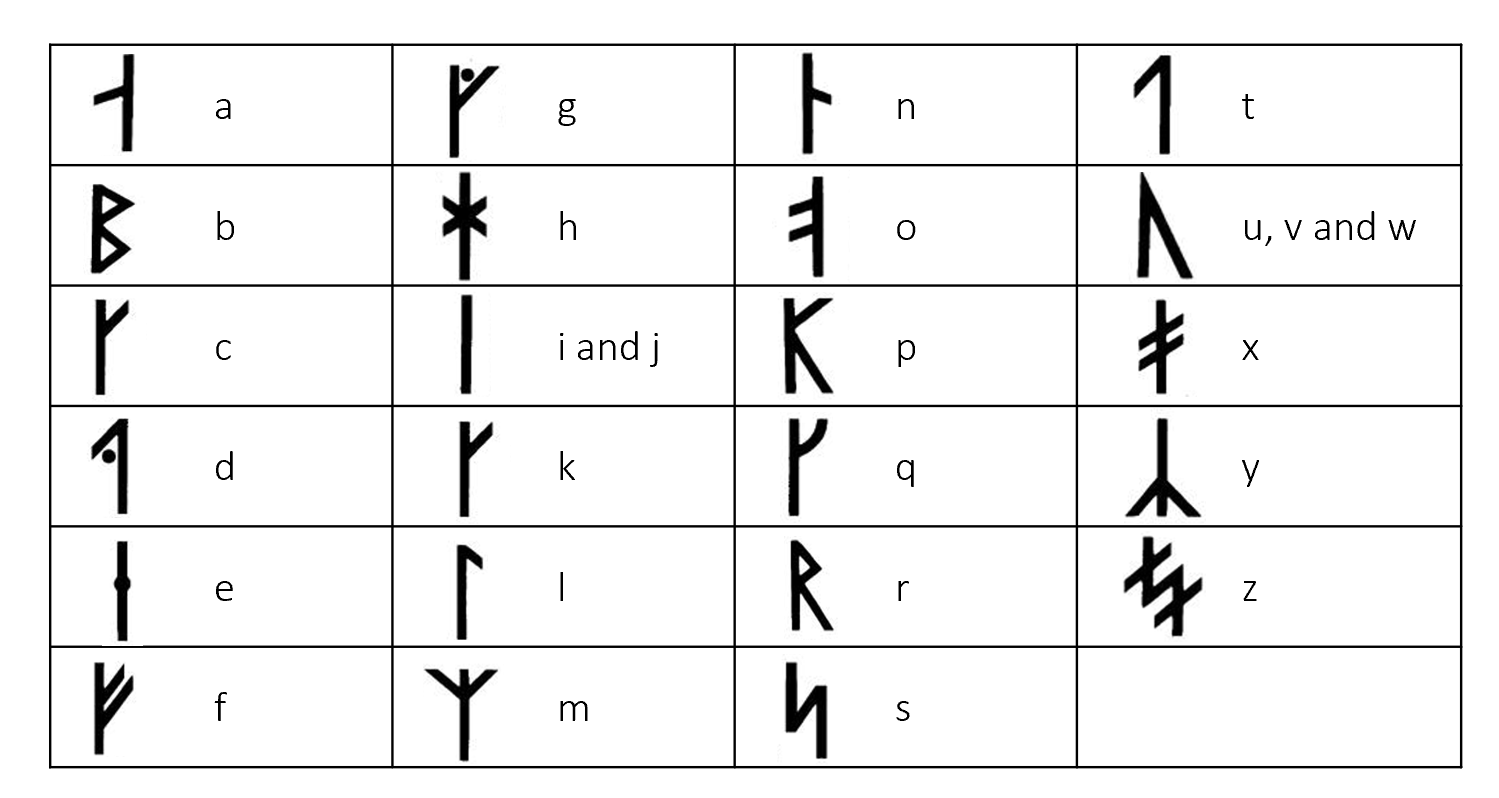 ᛆ a ᚵ g ᚿ n ᛐ t
ᛒ b ᚼ h ᚮ o ᚢ u, v and w
ᚴ c ᛁ i and j ᛕ p ᚯ x
ᛑ d ᚴ k ᚠ q ᛦ y
ᛂ e ᛚ l ᚱ r z
ᚠ f ᛘ m ᛋ s